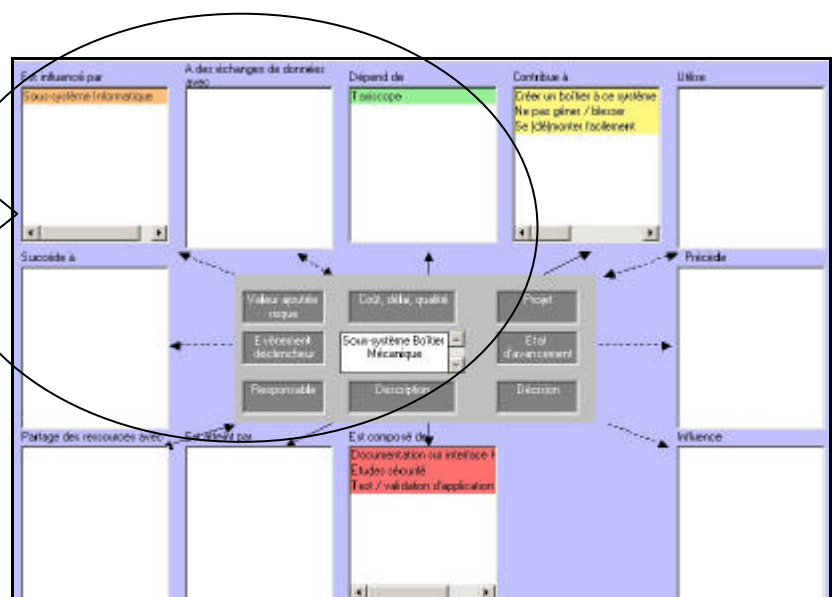 Est influencé par
A des échanges de données
avec
Dépend de
Contribue à
Utilise
Sous-système Informatique
Taxiscope
Créer un boîtier à ce système
Ne pas gêner / blesser
Se (dé)monter facilement
Succède à
Précède
Valeur ajoutée
risque
Coût, délai, qualité
Projet
Evènement
déclencheur
Sous-système Boîtier
Mécanique
Etat
d'avancement
Responsable
Description
Décision
Partage des ressources avec
Est atteint par
Est composé de
Influence
Documentation sur interface
Etudes sécurité
Test / validation d'application